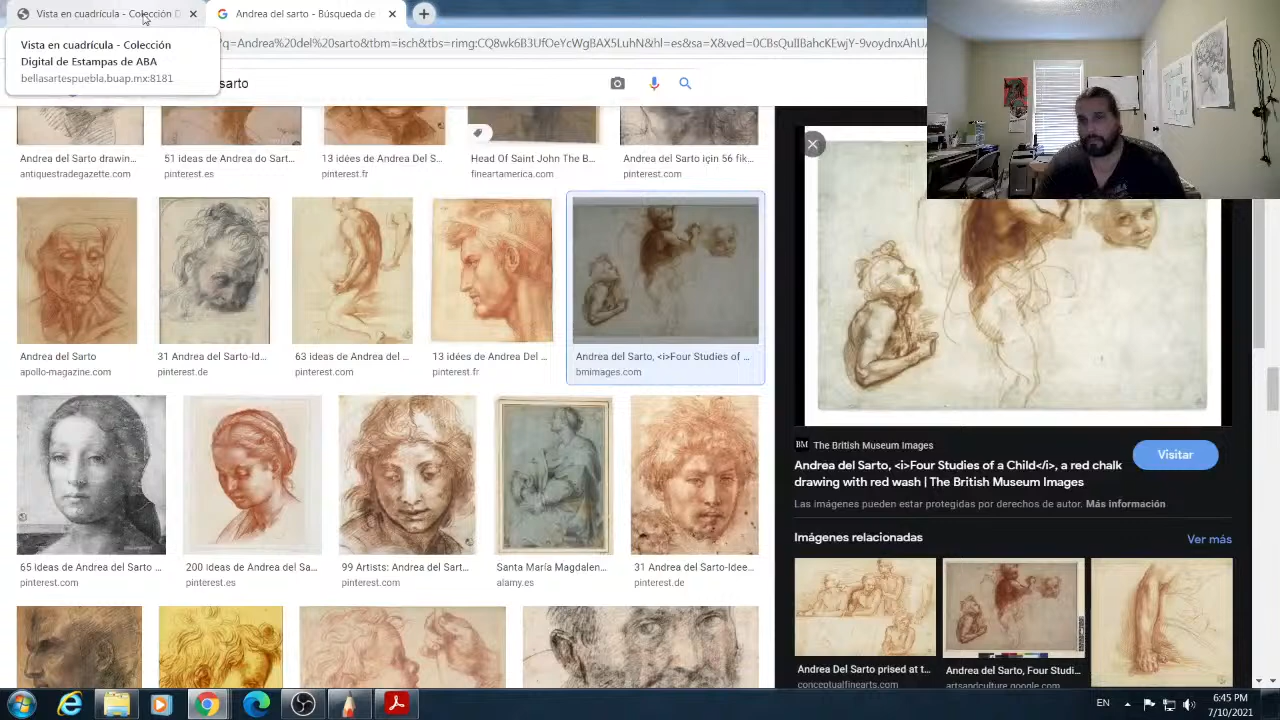 Vista en cuadrícula - Colección D
Andrea del sarto - Búsqueda de
Vista en cuadrícula - Colección
Digital de Estampas de ABA
bellasartespuebla.buap.mx:8181
sarto
Andrea del Sarto drawin...
antiquestradegazette.com
51 ideas de Andrea do Sart...
pinterest.es
13 ideas de Andrea Del S...
pinterest.fr
Head Of Saint John The B...
fineartamerica.com
Andrea del Sarto için 56 fik...
pinterest.com
Andrea del Sarto
apollo-magazine.com
31 Andrea del Sarto-Id...
pinterest.de
63 ideas de Andrea del ...
pinterest.com
13 idées de Andrea Del ...
pinterest.fr
Andrea del Sarto, <i>Four Studies of ...
bmimages.com
65 ideas de Andrea del Sarto ...
pinterest.com
200 ideas de Andrea del Sa...
pinterest.es
99 Artists: Andrea del Sart...
pinterest.com
Santa María Magdalen...
alamy.es
31 Andrea del Sarto-Idee...
pinterest.de
BM The British Museum Images
Andrea del Sarto, <i>Four Studies of a Child</i>, a red chalk
drawing with red wash | The British Museum Images
Visitar
Las imágenes pueden estar protegidas por derechos de autor. Más información
Imágenes relacionadas
Ver más
Andrea Del Sarto prised at t...
conceptualfinearts.com
Andrea del Sarto, Four Studi...
artsandculture.google.com
EN
6:45 PM
7/10/2021